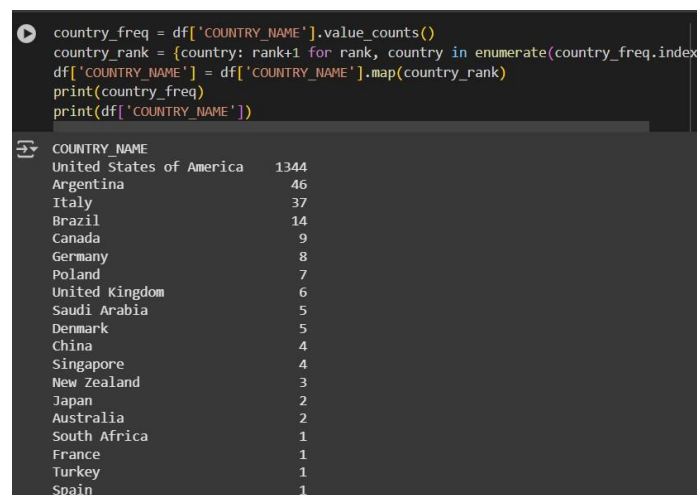 country_freq = df['COUNTRY_NAME'].value_counts()
country_rank = {country: rank+1 for rank, country in enumerate(country_freq.index
df['COUNTRY_NAME'] = df['COUNTRY_NAME'].map(country_rank)
print(country_freq)
print(df['COUNTRY_NAME'])
COUNTRY_NAME
United States of America 1344
Argentina 46
Italy 37
Brazil 14
Canada 9
Germany 8
Poland 7
United Kingdom 6
Saudi Arabia 5
Denmark 5
China 4
Singapore 4
New Zealand 3
Japan 2
Australia 2
South Africa 1
France 1
Turkey 1
Spain 1